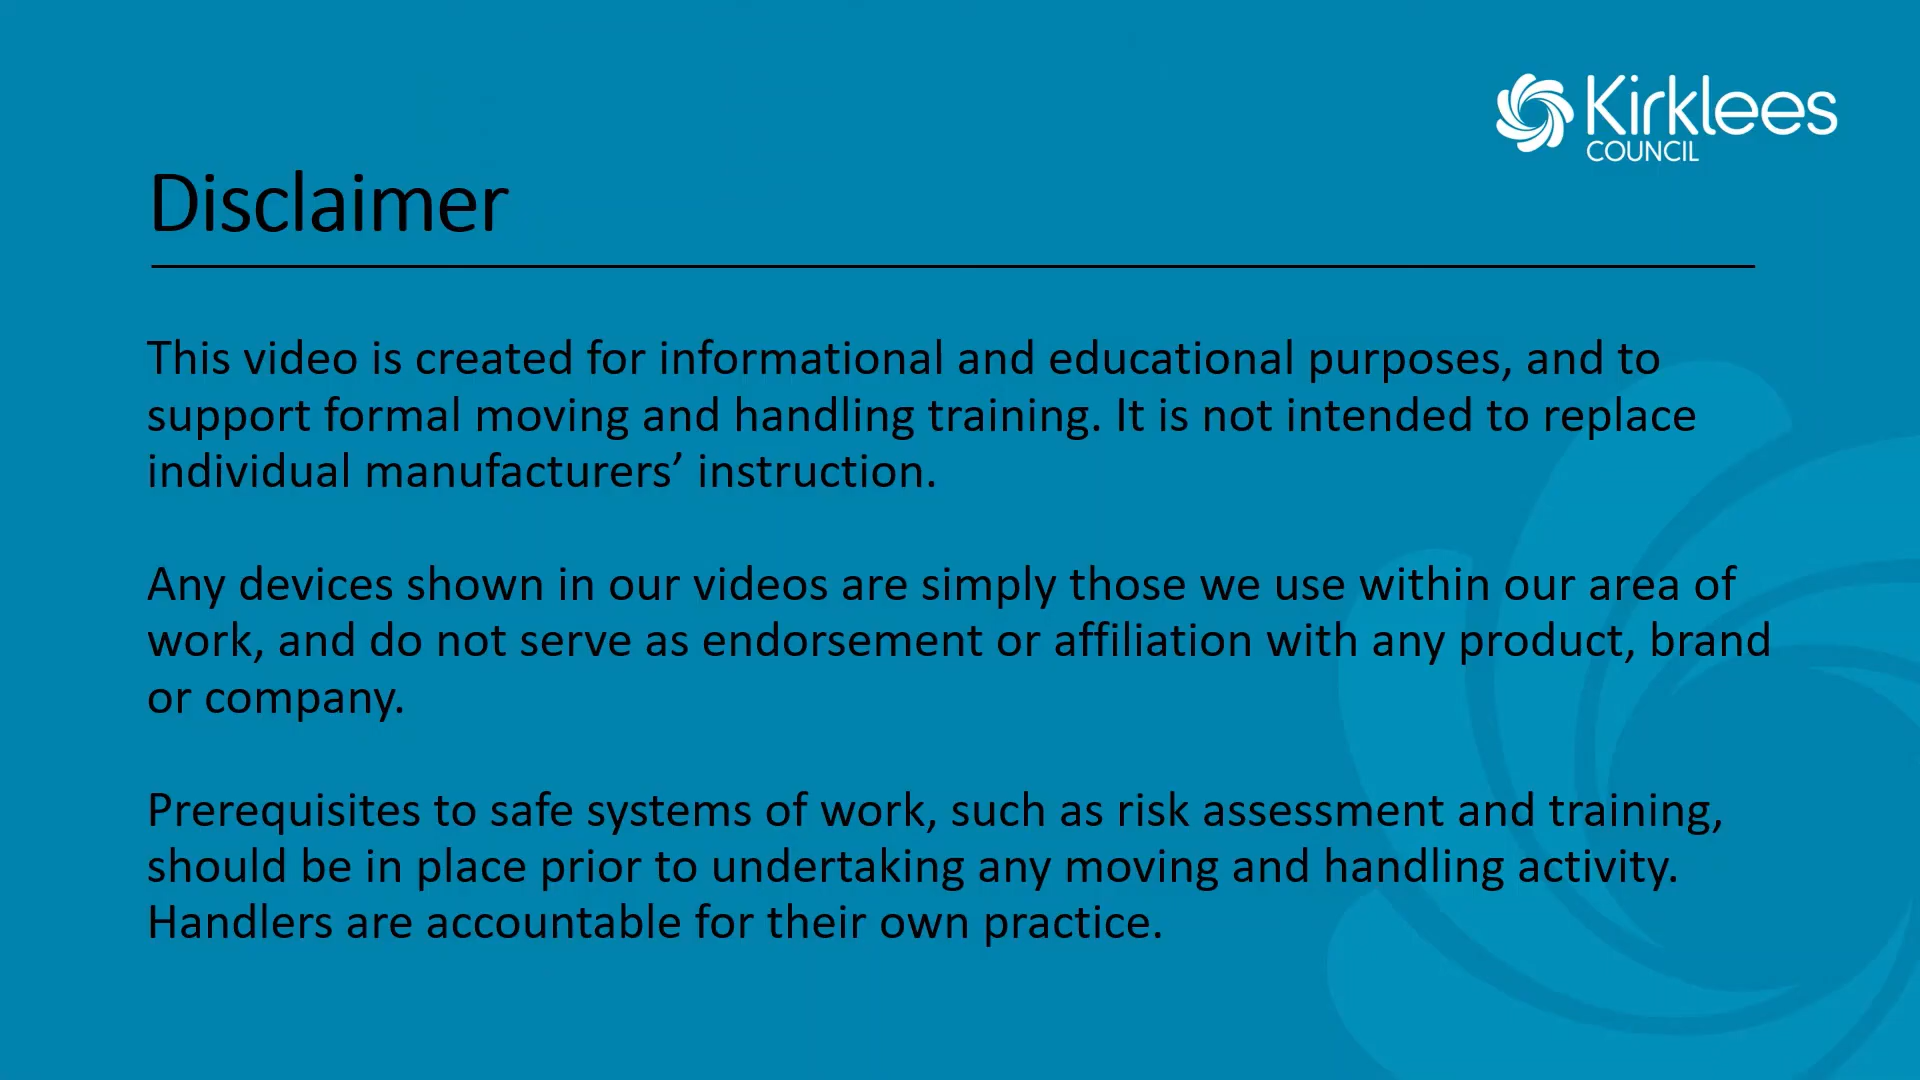 Kirklees
COUNCIL
Disclaimer
This video is created for informational and educational purposes, and to
support formal moving and handling training. It is not intended to replace
individual manufacturers’ instruction.
Any devices shown in our videos are simply those we use within our area of
work, and do not serve as endorsement or affiliation with any product, brand
or company.
Prerequisites to safe systems of work, such as risk assessment and training,
should be in place prior to undertaking any moving and handling activity.
Handlers are accountable for their own practice.